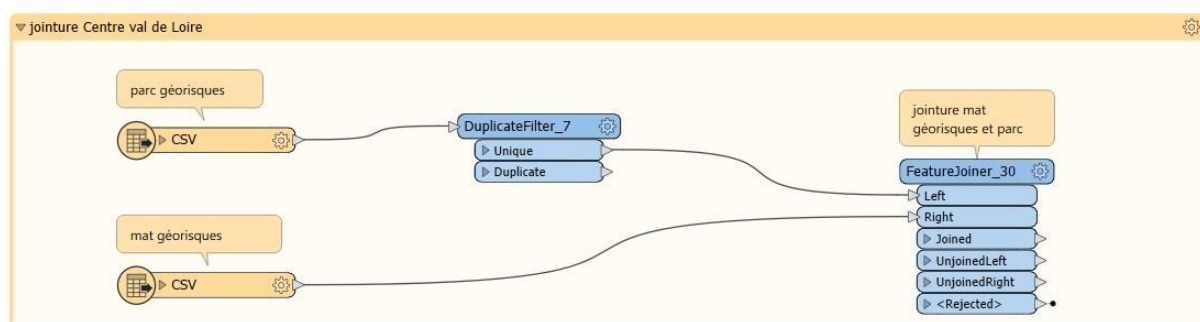 jointure Centre val de Loire
parc géorisques
CSV
DuplicateFilter_7
Unique
Duplicate
mat géorisques
CSV
jointure mat
géorisques et parc
FeatureJoiner_30
Left
Right
Joined
UnjoinedLeft
UnjoinedRight
<Rejected>